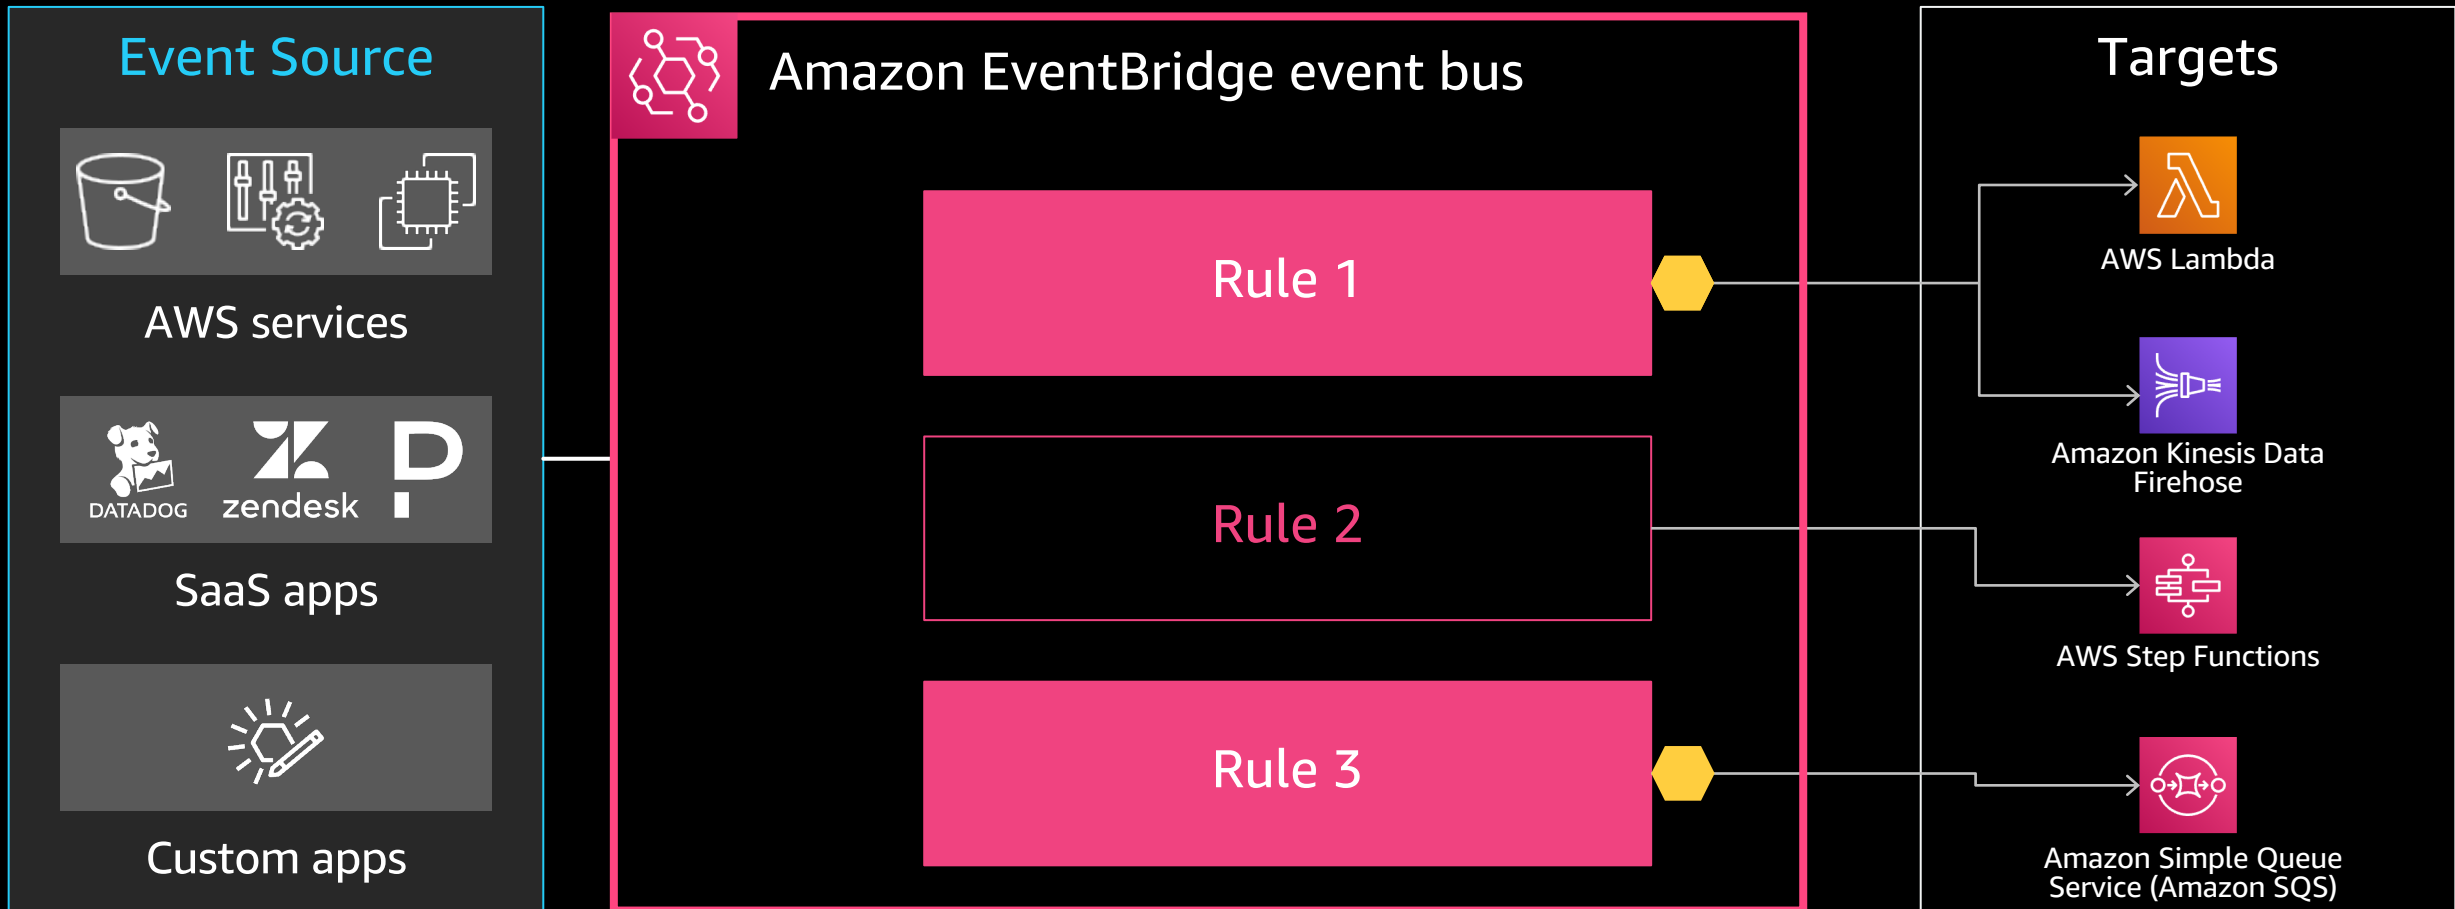 Event Source
AWS services
DATADOG
zendesk
SaaS apps
Custom apps
Amazon EventBridge event bus
Rule 1
Rule 2
Rule 3
Targets
AWS Lambda
Amazon Kinesis Data
Firehose
AWS Step Functions
Amazon Simple Queue
Service (Amazon SQS)